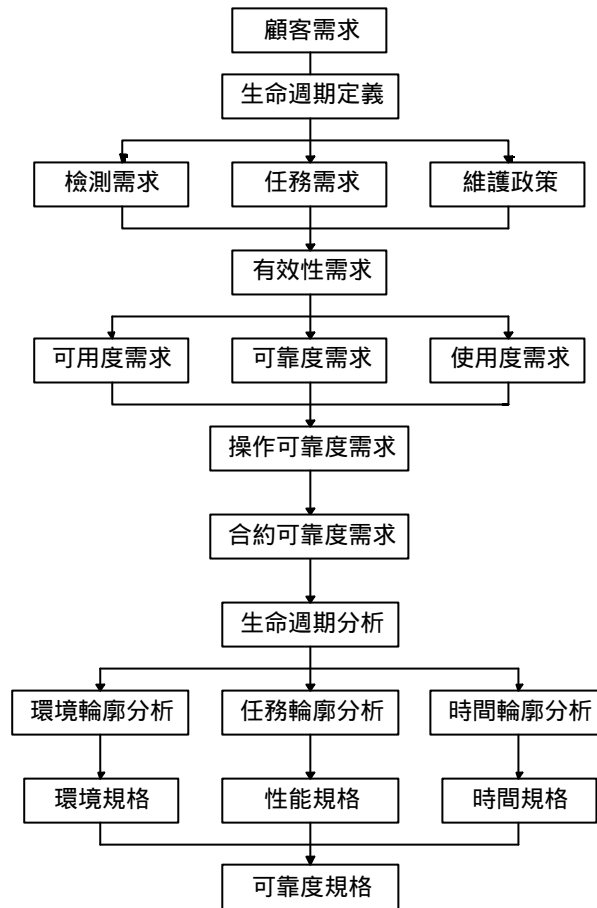 顧客需求
生命週期定義
檢測需求
任務需求
維護政策
有效性需求
可用度需求
可靠度需求
使用度需求
操作可靠度需求
合約可靠度需求
生命週期分析
環境輪廓分析
任務輪廓分析
時間輪廓分析
環境規格
性能規格
時間規格
可靠度規格